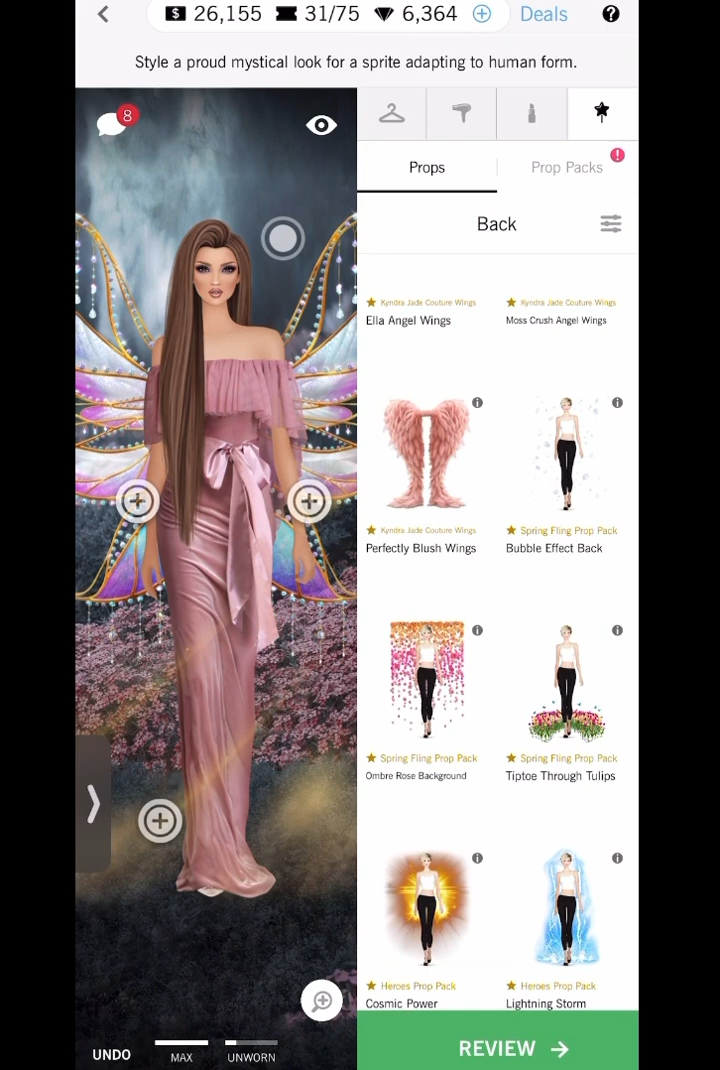 $ 26,155 31/75 6,364 + Deals ?
Style a proud mystical look for a sprite adapting to human form.
8
Props
Prop Packs
!
Back
Kyndra Jade Couture Wings
Ella Angel Wings
Kyndra Jade Couture Wings
Moss Crush Angel Wings
Kyndra Jade Couture Wings
Perfectly Blush Wings
Spring Fling Prop Pack
Bubble Effect Back
Spring Fling Prop Pack
Ombre Rose Background
Spring Fling Prop Pack
Tiptoe Through Tulips
Heroes Prop Pack
Cosmic Power
Heroes Prop Pack
Lightning Storm
UNDO
MAX
UNWORN
REVIEW